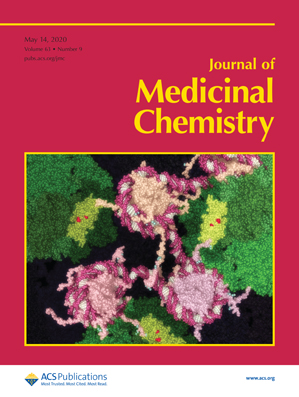 May 14, 2020
Volume 63 • Number 9
pubs.acs.org/jmc
Journal of
Medicinal
Chemistry
ACS Publications
Most Trusted. Most Cited. Most Read.
www.acs.org